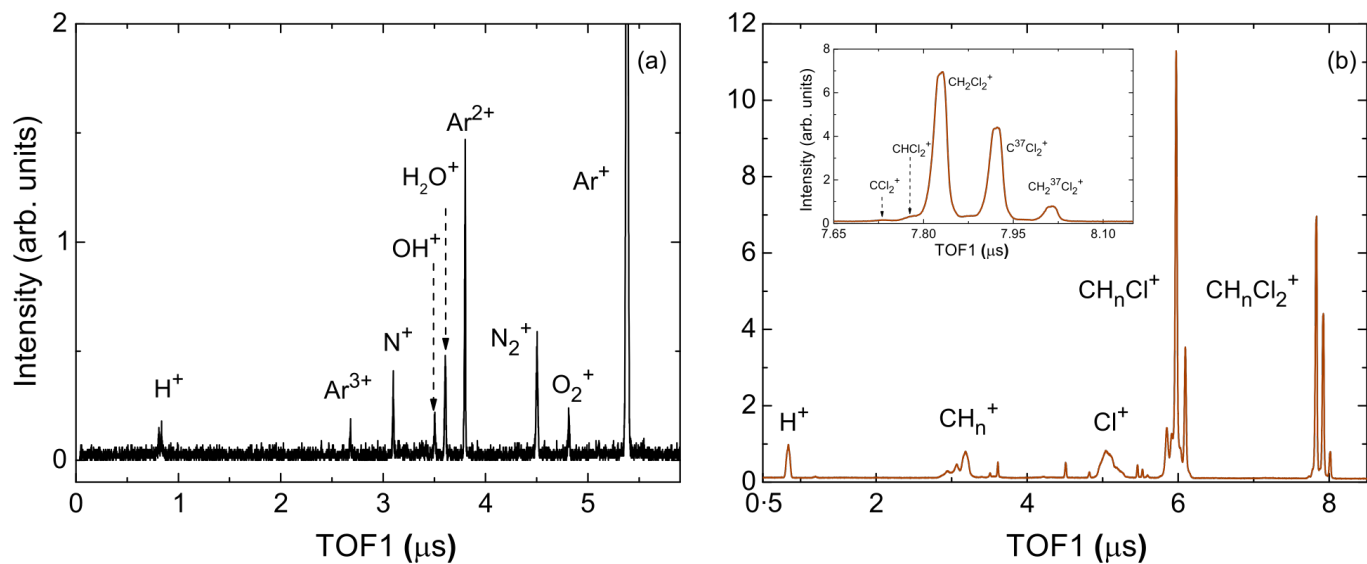 (a)
2
1
0
Intensity (arb. units)
H⁺
Ar³⁺
N⁺
OH⁺
H₂O⁺
Ar²⁺
N₂⁺
O₂⁺
Ar⁺
0 1 2 3 4 5
TOF1 (μs)
(b)
12
10
8
6
4
2
0
H⁺
CHₙ⁺
Cl⁺
CHₙCl⁺
CHₙCl₂⁺
0·5 2 4 6 8
TOF1 (μs)
8
6
4
2
0
Intensity (arb. units)
CCl₂⁺
CHCl₂⁺
CH₂Cl₂⁺
C³⁷Cl₂⁺
CH₂³⁷Cl₂⁺
7.65 7.80 7.95 8.10
TOF1 (μs)